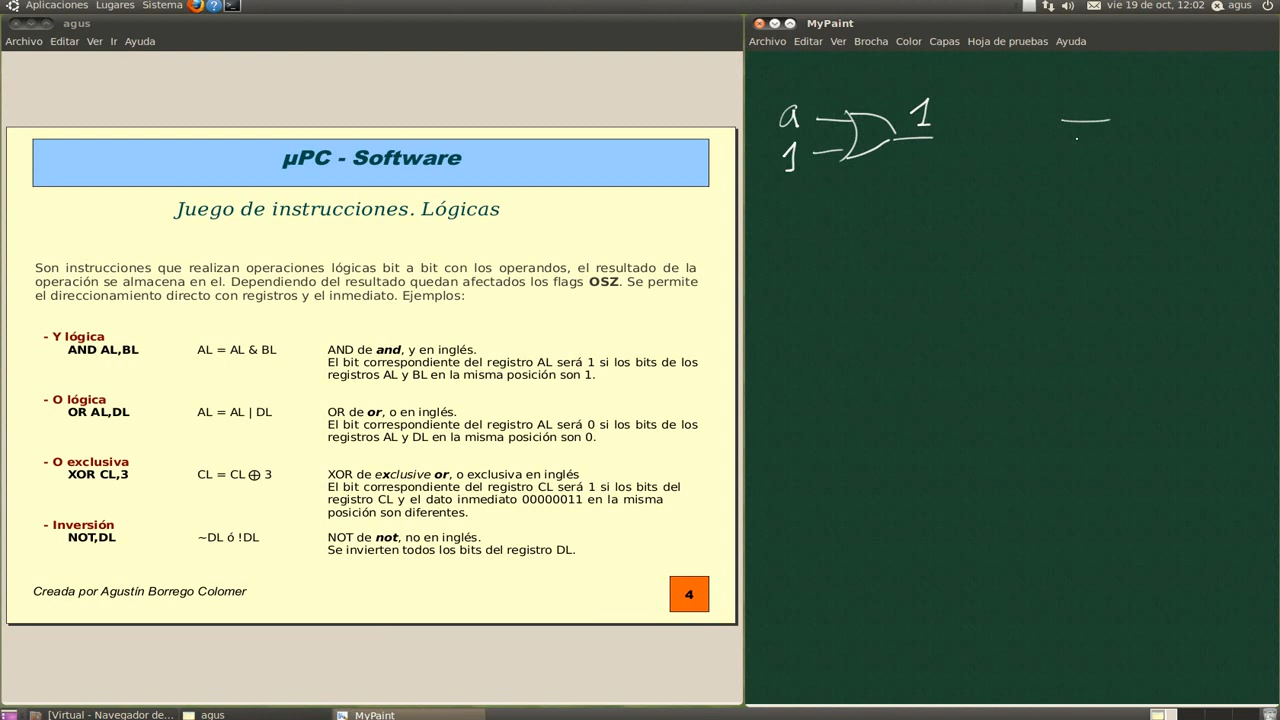 Aplicaciones Lugares Sistema
vie 19 de oct, 12:02 agus
agus
Archivo Editar Ver Ir Ayuda
µPC - Software
Juego de instrucciones. Lógicas
Son instrucciones que realizan operaciones lógicas bit a bit con los operandos, el resultado de la
operación se almacena en el. Dependiendo del resultado quedan afectados los flags OSZ. Se permite
el direccionamiento directo con registros y el inmediato. Ejemplos:
- Y lógica
AND AL,BL AL = AL & BL AND de and, y en inglés.
El bit correspondiente del registro AL será 1 si los bits de los
registros AL y BL en la misma posición son 1.
- O lógica
OR AL,DL AL = AL | DL OR de or, o en inglés.
El bit correspondiente del registro AL será 0 si los bits de los
registros AL y DL en la misma posición son 0.
- O exclusiva
XOR CL,3 CL = CL ⊕ 3 XOR de exclusive or, o exclusiva en inglés
El bit correspondiente del registro CL será 1 si los bits del
registro CL y el dato inmediato 00000011 en la misma
posición son diferentes.
- Inversión
NOT,DL ~DL ó !DL NOT de not, no en inglés.
Se invierten todos los bits del registro DL.
Creada por Agustín Borrego Colomer
4
MyPaint
Archivo Editar Ver Brocha Color Capas Hoja de pruebas Ayuda
a 1
1
[Virtual - Navegador de... agus MyPaint